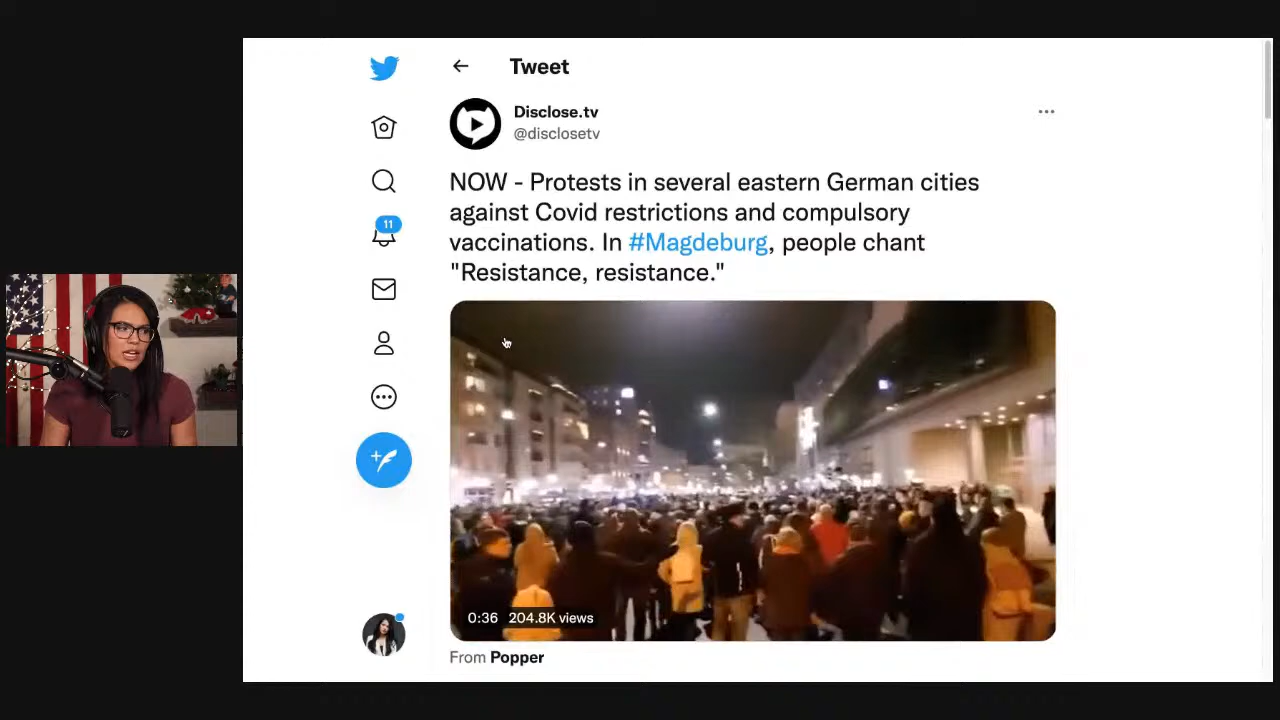 Tweet
Disclose.tv
@disclosetv
NOW - Protests in several eastern German cities
against Covid restrictions and compulsory
vaccinations. In #Magdeburg, people chant
"Resistance, resistance."
11
0:36 204.8K views
From Popper